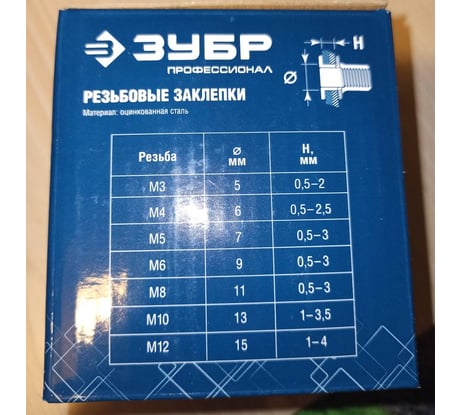 ЗУБР
ПРОФЕССИОНАЛ
H
Ø
РЕЗЬБОВЫЕ ЗАКЛЕПКИ
Материал: оцинкованная сталь
Резьба Ø мм H, мм
M3 5 0,5–2
M4 6 0,5–2,5
M5 7 0,5–3
M6 9 0,5–3
M8 11 0,5–3
M10 13 1–3,5
M12 15 1–4